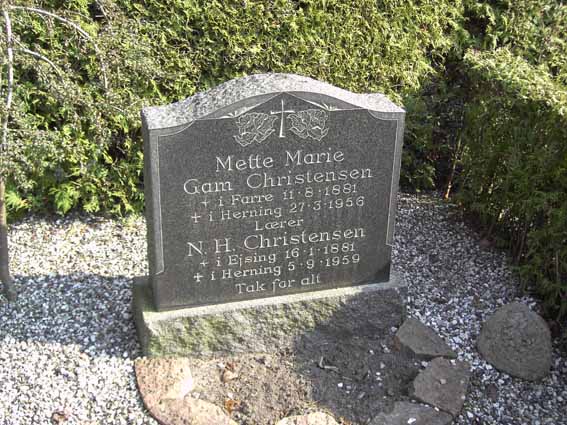 Mette Marie
Gam Christensen
+ i Farre 11-8-1881
+ i Herning 27-3-1956
Lærer
N. H. Christensen
+ i Ejsing 16-1-1881
+ i Herning 5-9-1959
Tak for alt